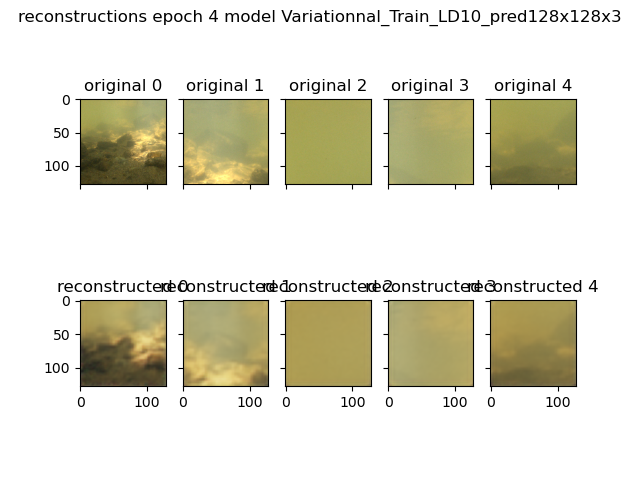 reconstructions epoch 4 model Variationnal_Train_LD10_pred128x128x3
original 0 original 1 original 2 original 3 original 4
0
50
100
reconstructed 0 reconstructed 1 reconstructed 2 reconstructed 3 reconstructed 4
0
50
100
0 100 0 100 0 100 0 100 0 100